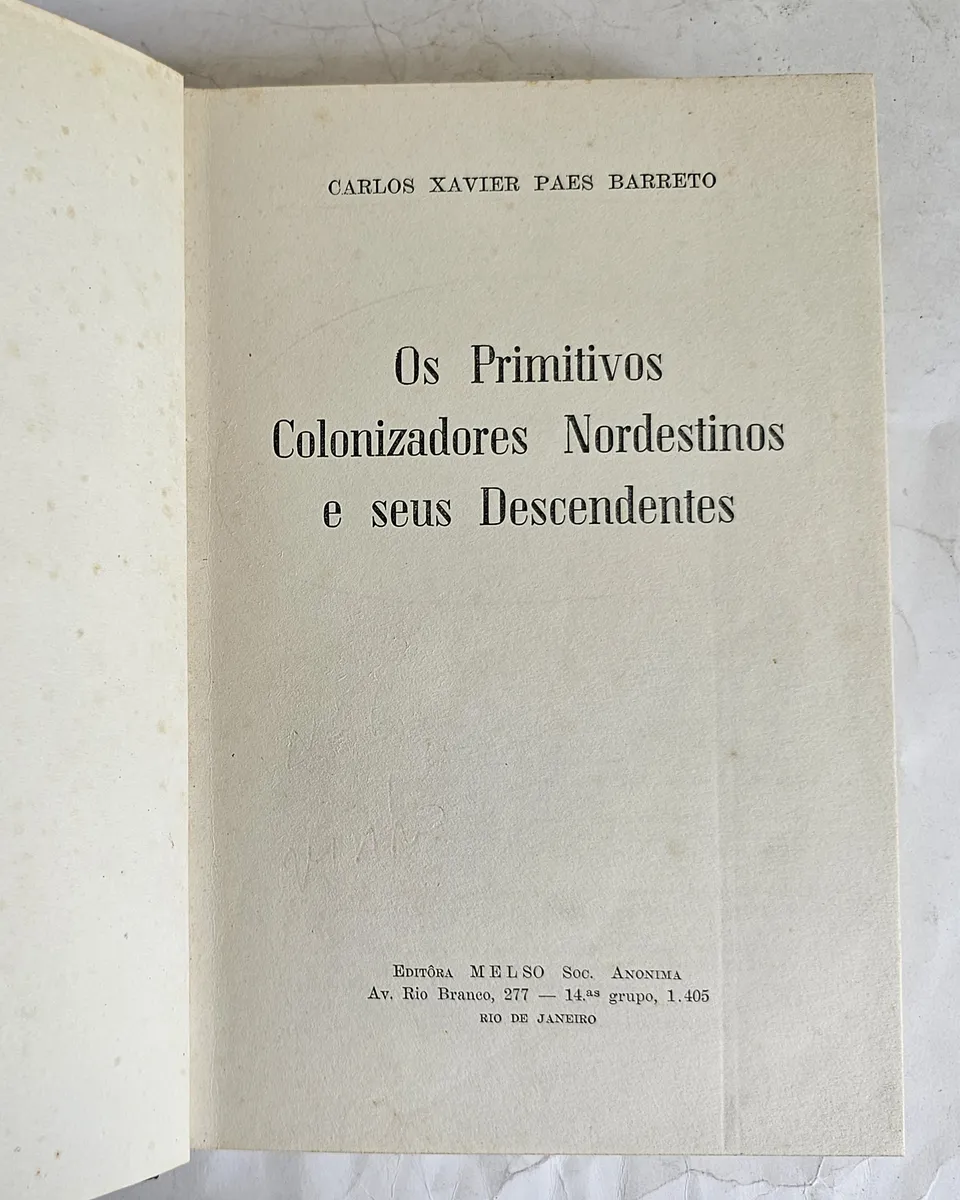 CARLOS XAVIER PAES BARRETO
Os Primitivos
Colonizadores Nordestinos
e seus Descendentes
EDITÔRA MELSO SOC. ANONIMA
Av. Rio Branco, 277 — 14.as grupo, 1.405
RIO DE JANEIRO